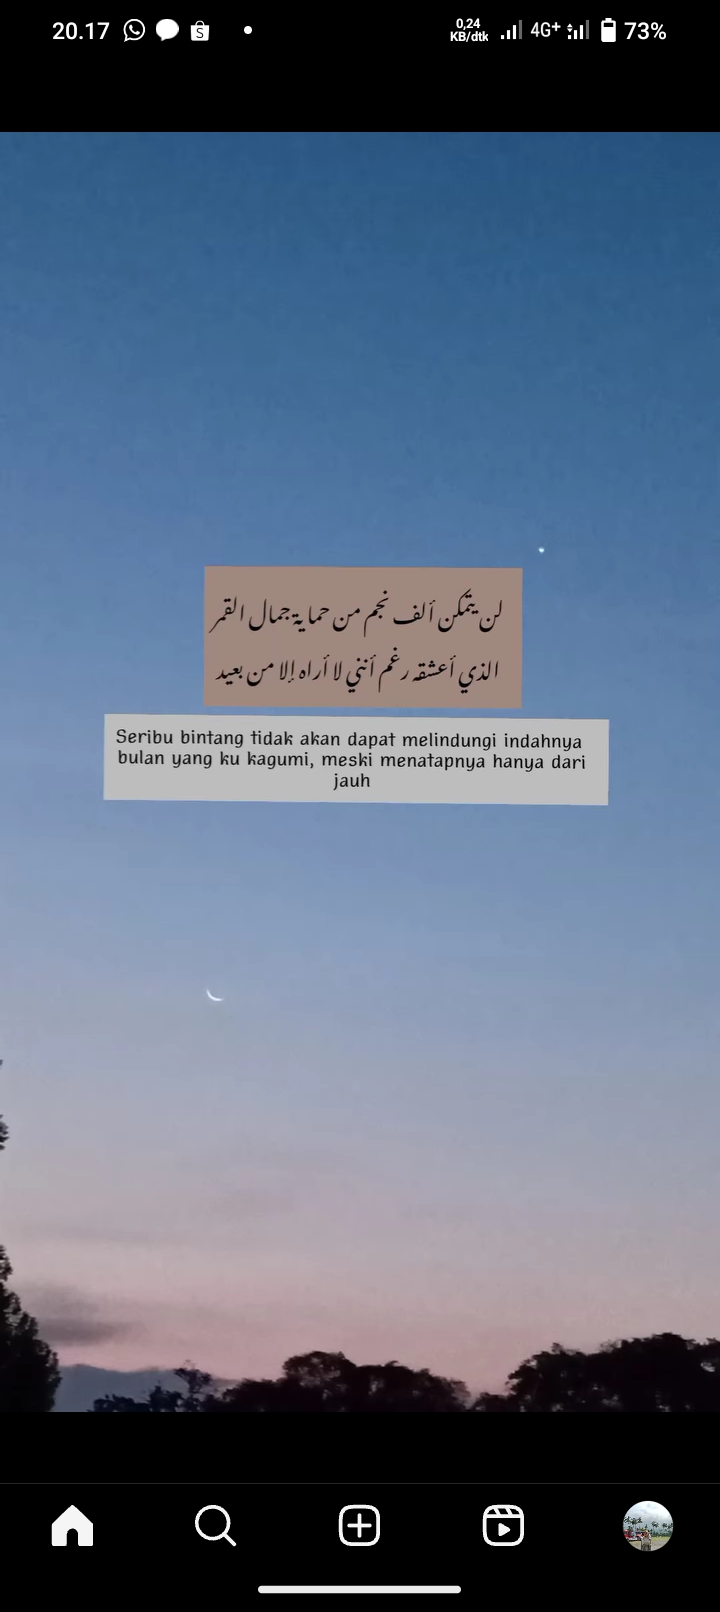 20.17
0,24
KB/dtk
4G+
73%
لن يتمكن ألف نجم من حماية جمال القمر
الذي أعشقه رغم أنني لا أراه إلا من بعيد
Seribu bintang tidak akan dapat melindungi indahnya
bulan yang ku kagumi, meski menatapnya hanya dari
jauh